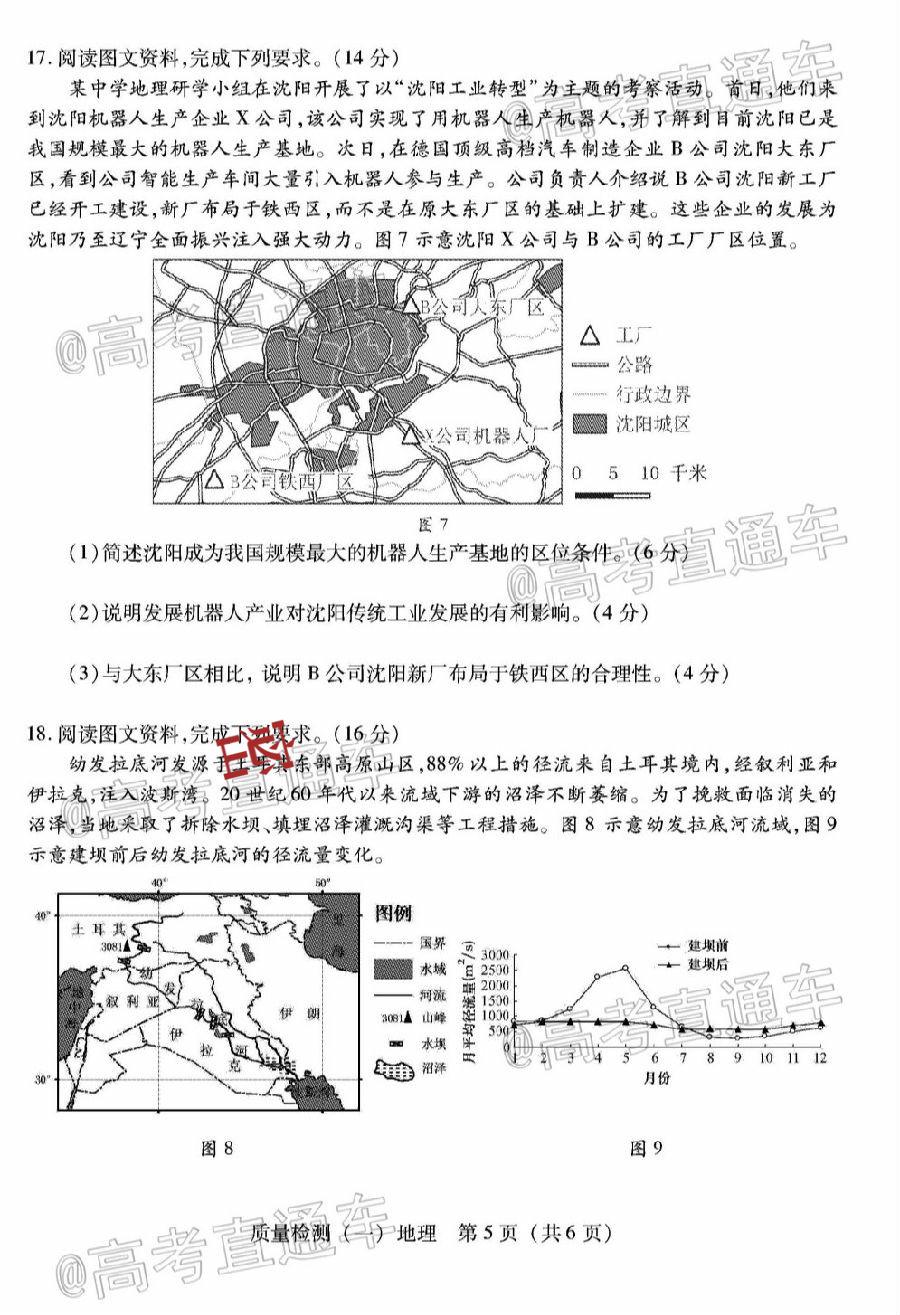 17. 阅读图文资料,完成下列要求。(14 分)
某中学地理研学小组在沈阳开展了以“沈阳工业转型”为主题的考察活动。首日,他们来
到沈阳机器人生产企业 X 公司,该公司实现了用机器人生产机器人,并了解到目前沈阳已是
我国规模最大的机器人生产基地。次日,在德国顶级高档汽车制造企业 B 公司沈阳大东厂
区,看到公司智能生产车间大量引入机器人参与生产。公司负责人介绍说 B 公司沈阳新工厂
已经开工建设,新厂布局于铁西区,而不是在原大东厂区的基础上扩建。这些企业的发展为
沈阳乃至辽宁全面振兴注入强大动力。图 7 示意沈阳 X 公司与 B 公司的工厂厂区位置。
B公司大东厂区
X公司机器人厂
B公司铁西厂区
工厂
公路
行政边界
沈阳城区
0 5 10 千米
图 7
(1)简述沈阳成为我国规模最大的机器人生产基地的区位条件。(6 分)
(2)说明发展机器人产业对沈阳传统工业发展的有利影响。(4 分)
(3)与大东厂区相比, 说明 B 公司沈阳新厂布局于铁西区的合理性。(4 分)
18. 阅读图文资料,完成下列要求。(16 分)
幼发拉底河发源于土耳其东部高原山区,88%以上的径流来自土耳其境内,经叙利亚和
伊拉克,注入波斯湾。20 世纪 60 年代以来流域下游的沼泽不断萎缩。为了挽救面临消失的
沼泽,当地采取了拆除水坝、填埋沼泽灌溉沟渠等工程措施。图 8 示意幼发拉底河流域,图 9
示意建坝前后幼发拉底河的径流量变化。
40° 50°
40°
30°
土耳其
3081
叙利亚
幼
发
拉
河
伊拉克
伊朗
图例
国界
水域
河流
3081 山峰
水坝
沼泽
图 8
月平均径流量(m²/s)
3000
2500
2000
1500
1000
500
0
1 2 3 4 5 6 7 8 9 10 11 12
月份
建坝前
建坝后
图 9
质量检测(一)地理 第 5 页(共 6 页)
@高考直通车
@高考直通车
@高考直通车
@高考直通车
@高考直通车
@高考直通车